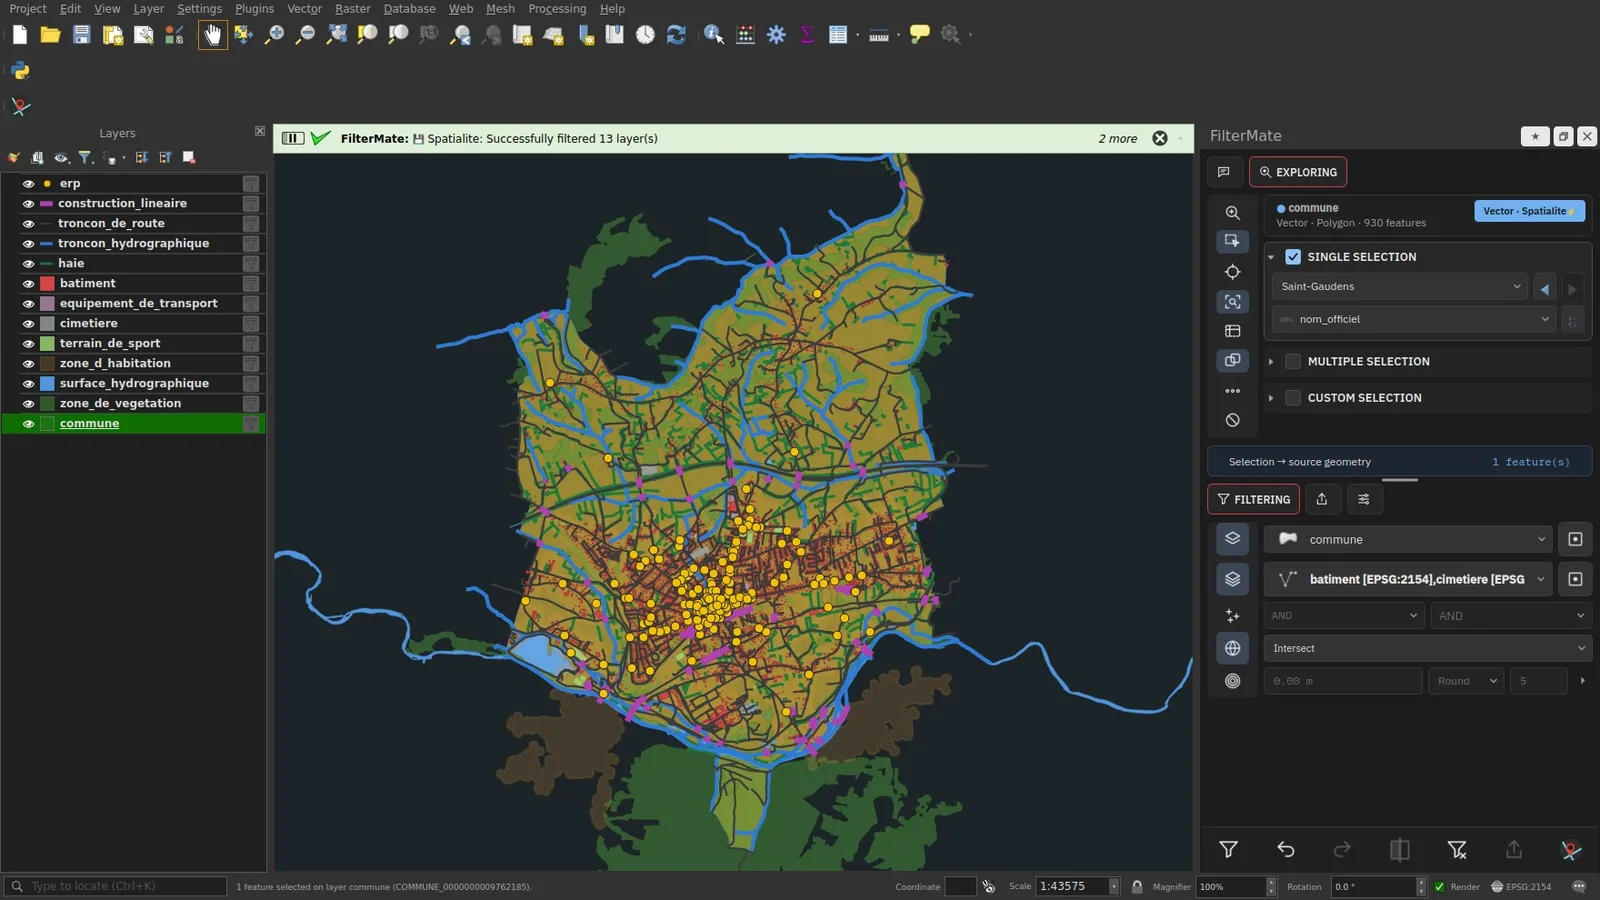 Project Edit View Layer Settings Plugins Vector Raster Database Web Mesh Processing Help
Layers
FilterMate: Spatialite: Successfully filtered 13 layer(s)
2 more
erp
construction_lineaire
troncon_de_route
troncon_hydrographique
haie
batiment
equipement_de_transport
cimetiere
terrain_de_sport
zone_d_habitation
surface_hydrographique
zone_de_vegetation
commune
FilterMate
EXPLORING
commune
Vector · Polygon · 930 features
Vector · Spatialite
SINGLE SELECTION
Saint-Gaudens
abc nom_officiel
MULTIPLE SELECTION
CUSTOM SELECTION
Selection → source geometry 1 feature(s)
FILTERING
commune
batiment [EPSG:2154],cimetiere [EPSG
AND AND
Intersect
0.00 m Round 5
Type to locate (Ctrl+K)
1 feature selected on layer commune (COMMUNE_0000000009762185).
Coordinate
Scale 1:43575
Magnifier 100%
Rotation 0.0 °
Render
EPSG:2154